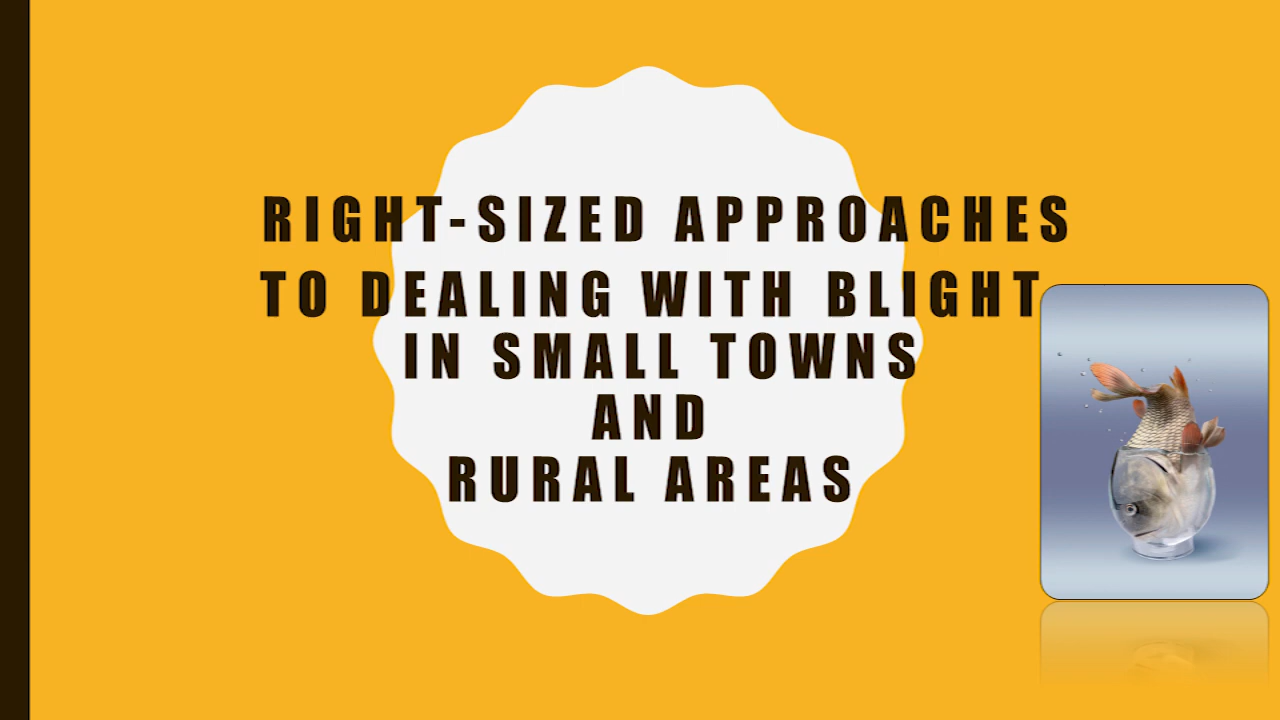 RIGHT-SIZED APPROACHES
TO DEALING WITH BLIGHT
IN SMALL TOWNS
AND
RURAL AREAS